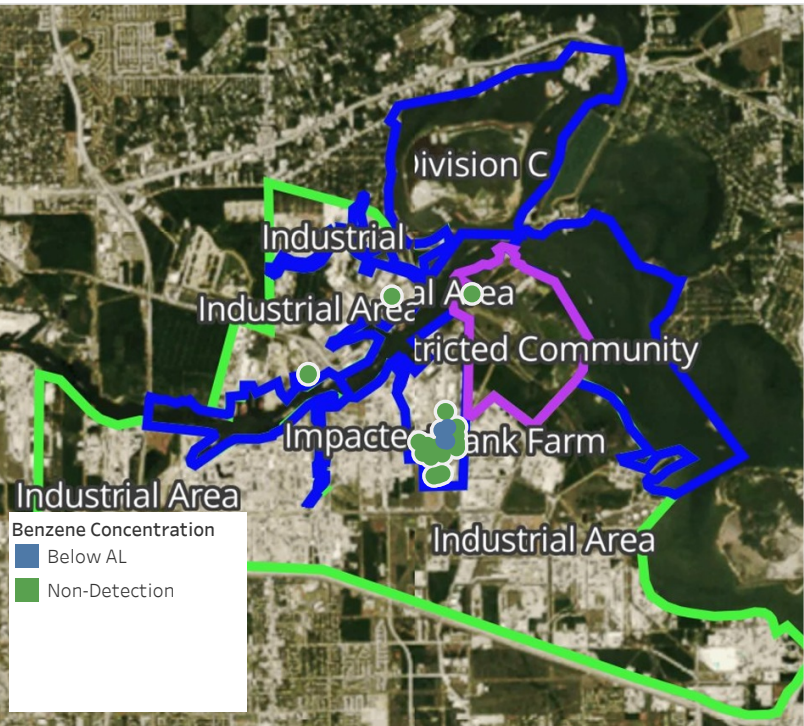 Division C
Industrial
Industrial Area
al Area
tricted Community
Impacte
ank Farm
Industrial Area
Industrial Area
Benzene Concentration
Below AL
Non-Detection